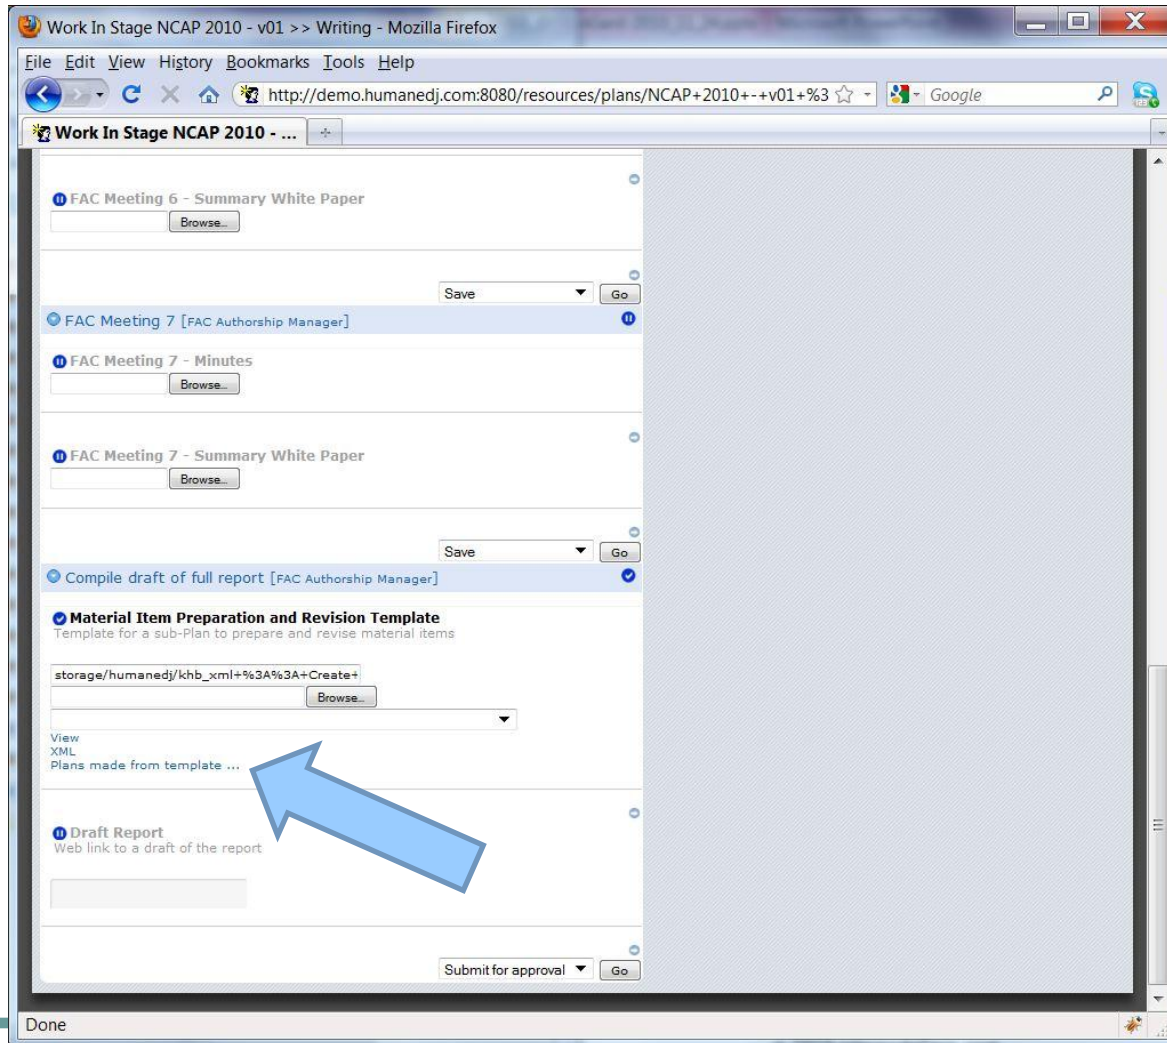 Work In Stage NCAP 2010 - v01 >> Writing - Mozilla Firefox
File Edit View History Bookmarks Tools Help
http://demo.humanedj.com:8080/resources/plans/NCAP+2010+-+v01+%3 Google
Work In Stage NCAP 2010 - ...
FAC Meeting 6 - Summary White Paper
Browse...
Save Go
FAC Meeting 7 [FAC Authorship Manager]
FAC Meeting 7 - Minutes
Browse...
FAC Meeting 7 - Summary White Paper
Browse...
Save Go
Compile draft of full report [FAC Authorship Manager]
Material Item Preparation and Revision Template
Template for a sub-Plan to prepare and revise material items
storage/humanedj/khb_xml+%3A%3A+Create+
Browse...
View
XML
Plans made from template ...
Draft Report
Web link to a draft of the report
Submit for approval Go
Done